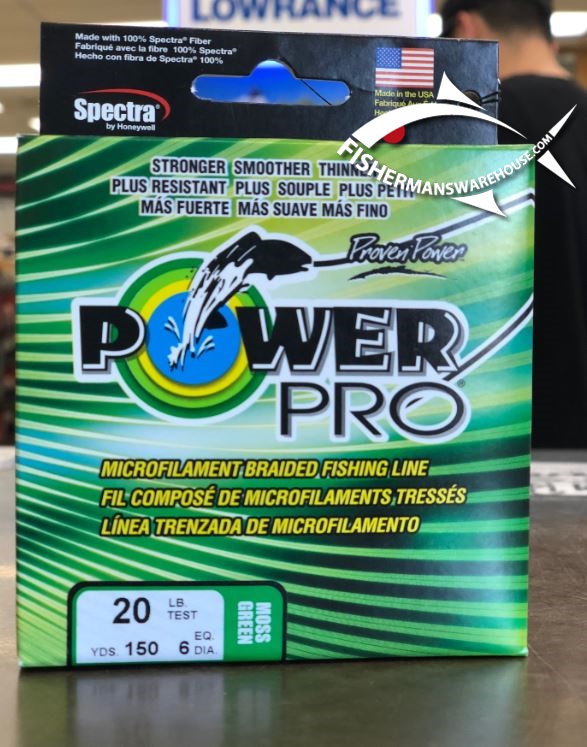 LOWRANCE
Made with 100% Spectra® Fiber
Fabriqué avec la fibre 100% Spectra®
Hecho con fibra de Spectra® 100%
Spectra®
by Honeywell
Made in the USA
Fabriqué
FISHERMANSWAREHOUSE.COM
STRONGER SMOOTHER
PLUS RESISTANT PLUS SOUPLE PLUS PETIT
MÁS FUERTE MÁS SUAVE MÁS FINO
Proven Power
POWER
PRO®
MICROFILAMENT BRAIDED FISHING LINE
FIL COMPOSÉ DE MICROFILAMENTS TRESSÉS
LÍNEA TRENZADA DE MICROFILAMENTO
20 LB. TEST
YDS. 150 6 EQ. DIA.
MOSS GREEN